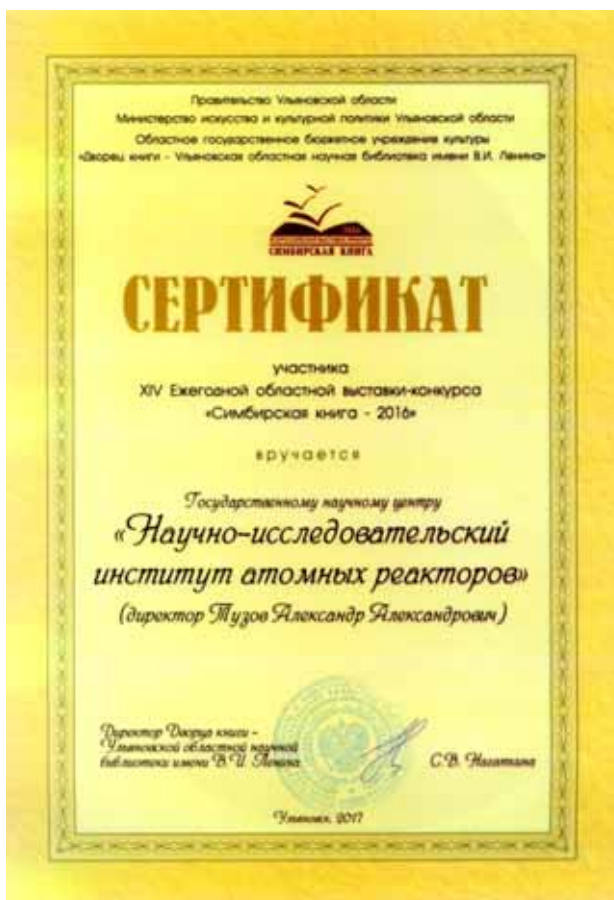 Правительство Ульяновской области
Министерство искусства и культурной политики Ульяновской области
Областное государственное бюджетное учреждение культуры
«Дворец книги - Ульяновская областная научная библиотека имени В.И. Ленина»
СИМБИРСКАЯ КНИГА
СЕРТИФИКАТ
участника
XIV Ежегодной областной выставки-конкурса
«Симбирская книга - 2016»
вручается
Государственному научному центру
«Научно-исследовательский
институт атомных реакторов»
(директор Тузов Александр Александрович)
Директор Дворца книги –
Ульяновской областной научной
библиотеки имени В. И. Ленина
С.В. Нагаткина
Ульяновск, 2017